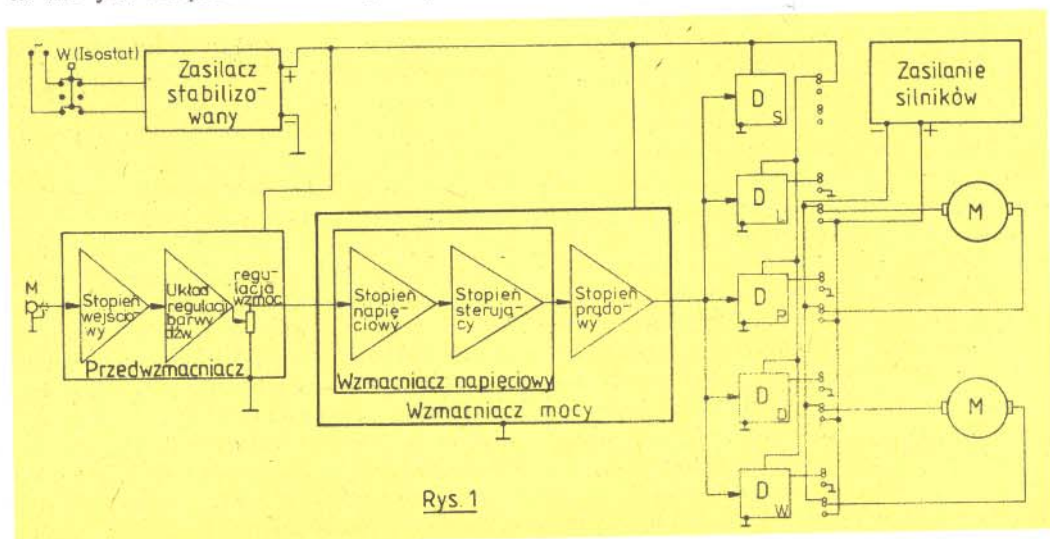 W (Isostat)
Zasilacz
stabilizo-
wany
+
Zasilanie
silników
-
+
D
S
D
L
D
P
D
D
D
W
M
M
M
Stopień
wejścio-
wy
Układ
regulacji
barwy
dźw.
regu-
lacja
wzmoc.
Przedwzmacniacz
Stopień
napię-
ciowy
Stopień
sterują-
cy
Stopień
prądo-
wy
Wzmacniacz napięciowy
Wzmacniacz mocy
Rys. 1